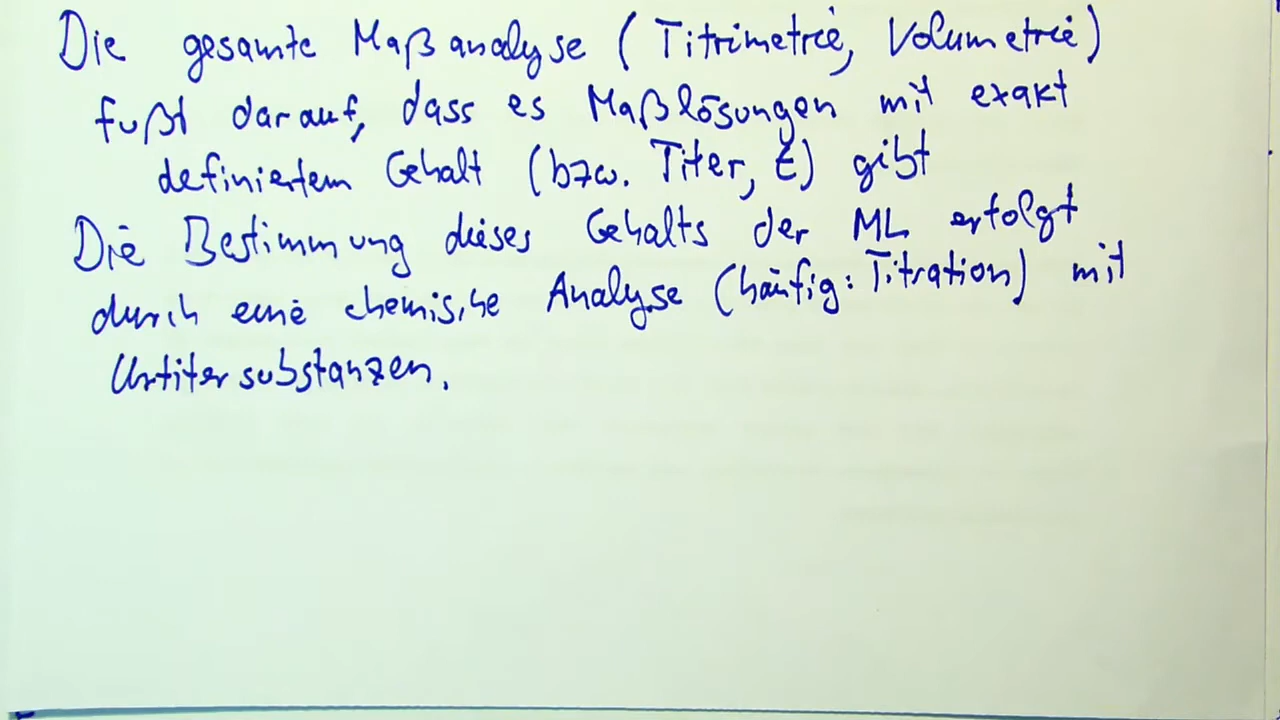 Die gesamte Maßanalyse (Titrimetrie, Volumetrie)
fußt darauf, dass es Maßlösungen mit exakt
definiertem Gehalt (bzw. Titer, t) gibt
Die Bestimmung dieses Gehalts der ML erfolgt
durch eine chemische Analyse (häufig: Titration) mit
Urtitersubstanzen.